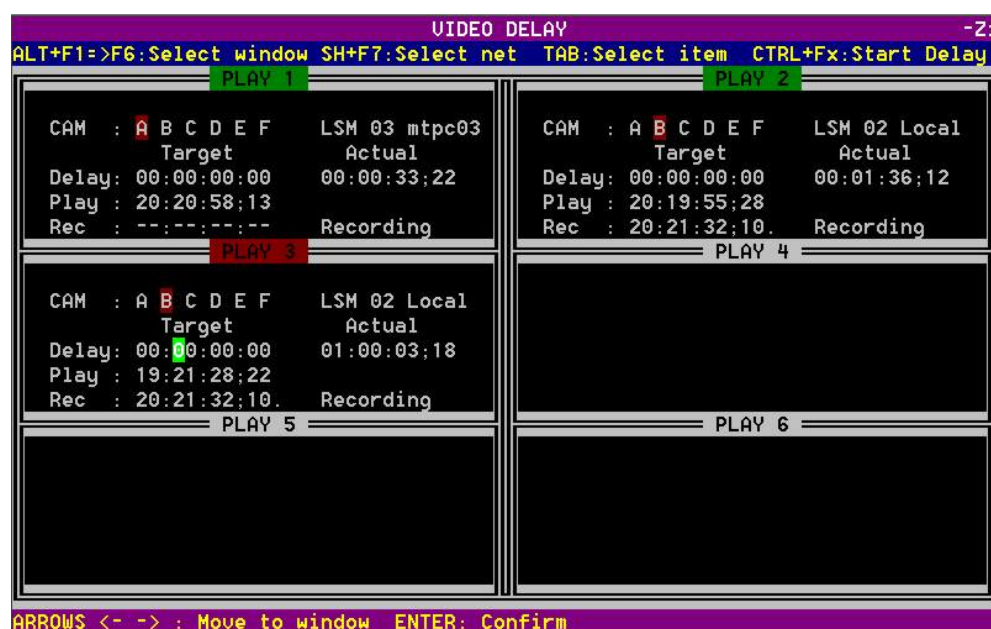 VIDEO DELAY -Z:
ALT+F1=>F6:Select window SH+F7:Select net TAB:Select item CTRL+Fx:Start Delay
PLAY 1
CAM : A B C D E F LSM 03 mtpc03
Target Actual
Delay: 00:00:00:00 00:00:33;22
Play : 20:20:58;13
Rec : --:--:--;-- Recording
PLAY 2
CAM : A B C D E F LSM 02 Local
Target Actual
Delay: 00:00:00:00 00:01:36;12
Play : 20:19:55;28
Rec : 20:21:32;10. Recording
PLAY 3
CAM : A B C D E F LSM 02 Local
Target Actual
Delay: 00:00:00:00 01:00:03;18
Play : 19:21:28;22
Rec : 20:21:32;10. Recording
PLAY 4
PLAY 5
PLAY 6
ARROWS <- -> : Move to window ENTER: Confirm